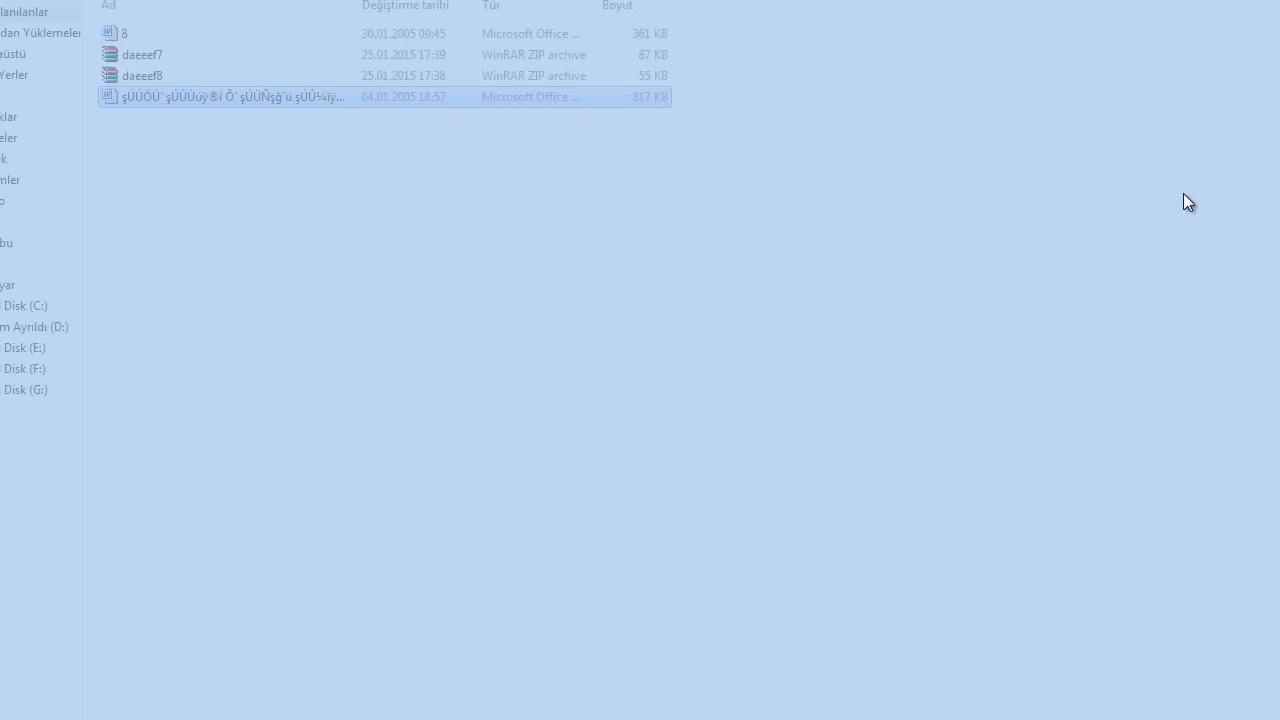 Ad Değiştirme tarihi Tür Boyut
8 30.01.2005 09:45 Microsoft Office ... 361 KB
daeeef7 25.01.2015 17:39 WinRAR ZIP archive 87 KB
daeeef8 25.01.2015 17:38 WinRAR ZIP archive 55 KB
04.01.2005 18:57 Microsoft Office ... 817 KB
lanılanlar
dan Yüklemeler
aüstü
Yerler
klar
eler
k
mler
o
bu
yar
Disk (C:)
m Ayrıldı (D:)
Disk (E:)
Disk (F:)
Disk (G:)